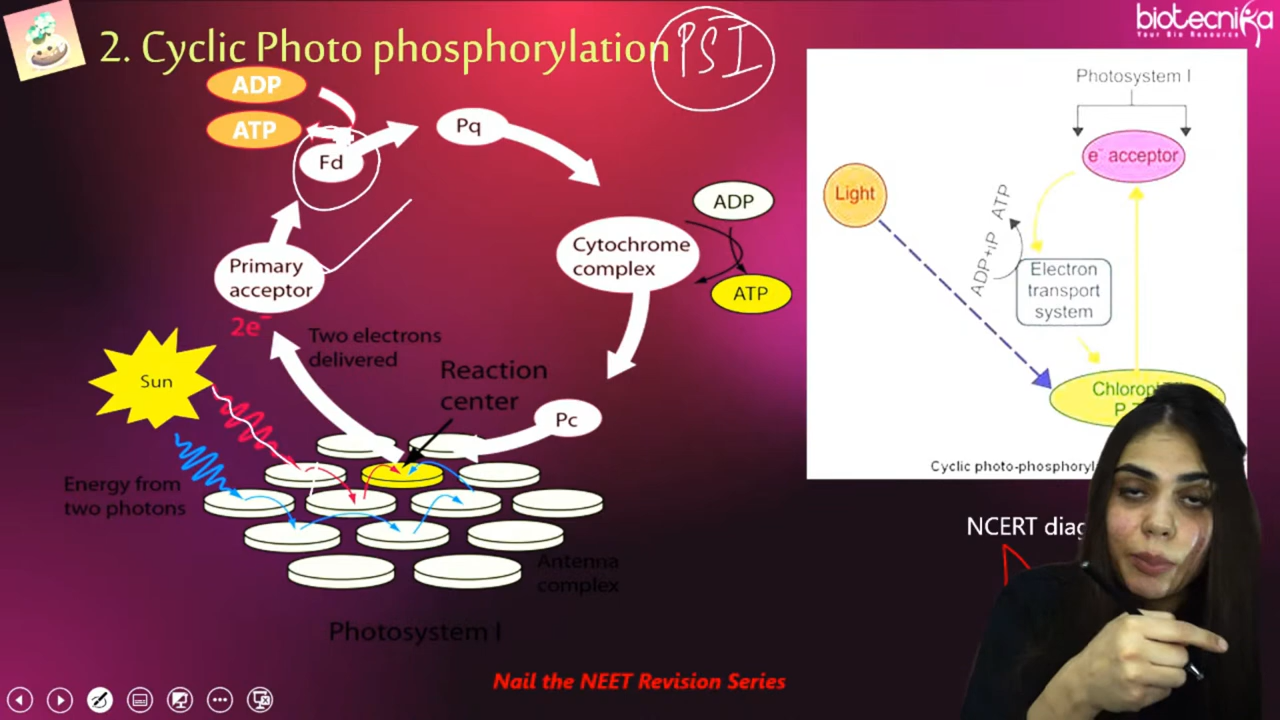 2. Cyclic Photo phosphorylation
PSI
biotecnika
Your Bio Resource
ADP
ATP
Fd
Pq
ADP
Cytochrome
complex
ATP
Primary
acceptor
2e⁻
Two electrons
delivered
Sun
Reaction
center
Pc
Energy from
two photons
Antenna
complex
Photosystem I
Photosystem I
e⁻ acceptor
Light
ADP+iP ATP
Electron
transport
system
Cyclic
NCERT
Nail the NEET Revision Series